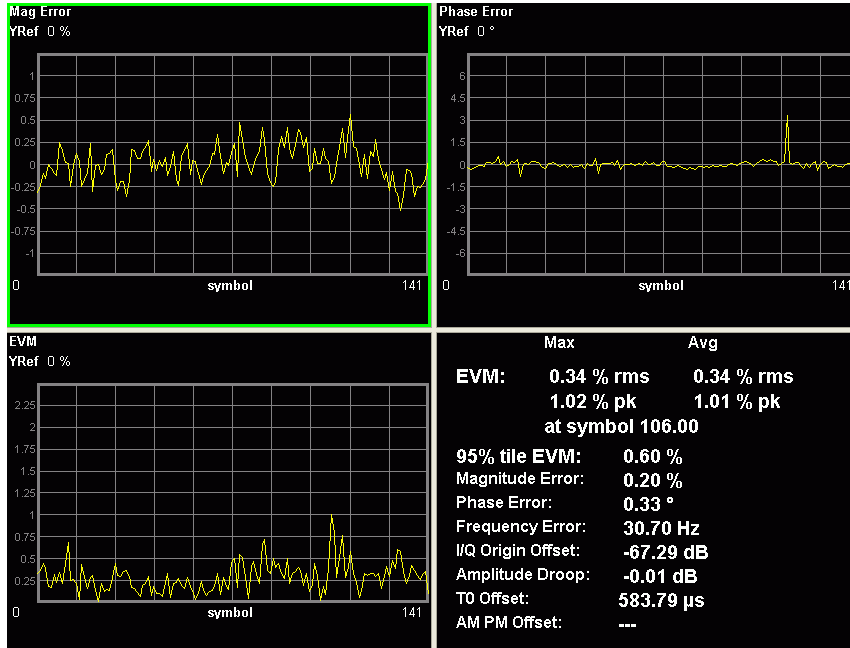 Mag Error
YRef 0 %
1
0.75
0.5
0.25
0
-0.25
-0.5
-0.75
-1
0 symbol 141
Phase Error
YRef 0 °
6
4.5
3
1.5
0
-1.5
-3
-4.5
-6
0 symbol 141
EVM
YRef 0 %
2.25
2
1.75
1.5
1.25
1
0.75
0.5
0.25
0 symbol 141
Max Avg
EVM: 0.34 % rms 0.34 % rms
1.02 % pk 1.01 % pk
at symbol 106.00
95% tile EVM: 0.60 %
Magnitude Error: 0.20 %
Phase Error: 0.33 °
Frequency Error: 30.70 Hz
I/Q Origin Offset: -67.29 dB
Amplitude Droop: -0.01 dB
T0 Offset: 583.79 µs
AM PM Offset: ---